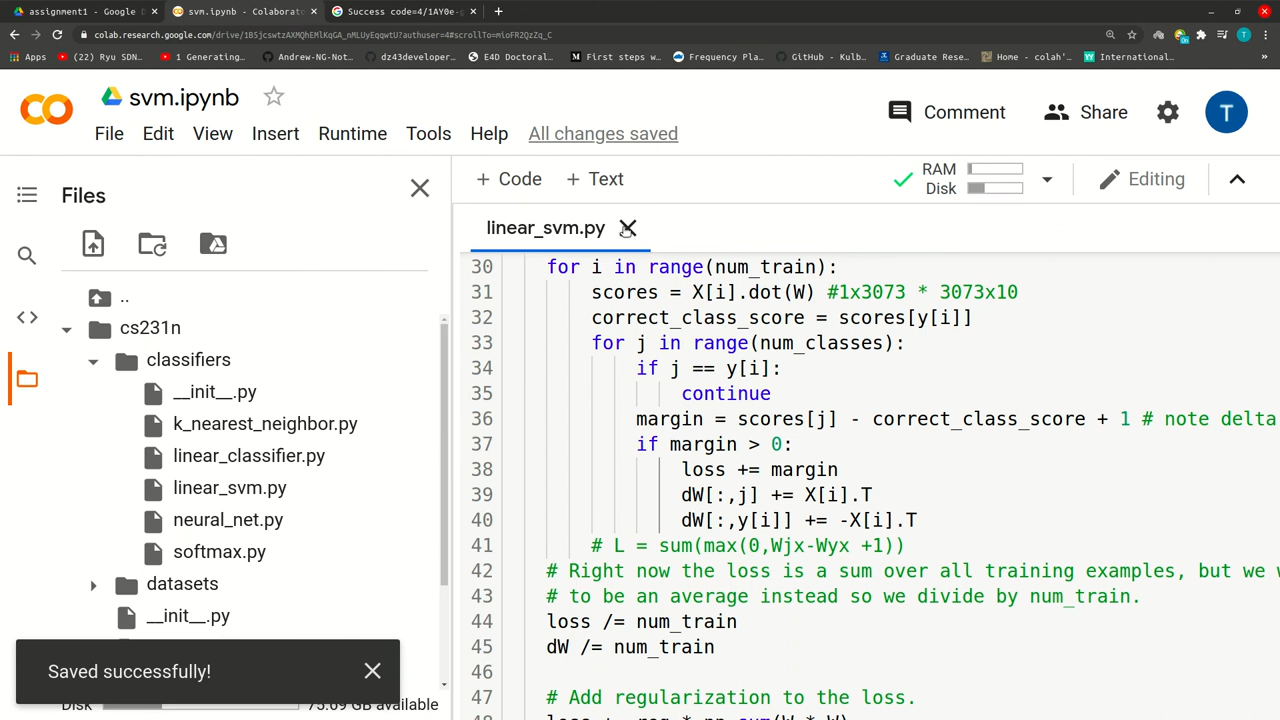 assignment1 - Google D
svm.ipynb - Colaborato
Success code=4/1AY0e-g
colab.research.google.com/drive/
?authuser=4#scrollTo=mioFR2QzZq_C
Apps
(22) Ryu SDN...
1 Generating...
Andrew-NG-Not...
dz43developer...
E4D Doctoral...
First steps w...
Frequency Pla...
GitHub - Kulb...
Graduate Rese...
Home - colah'...
International...
svm.ipynb
Comment
Share
T
File Edit View Insert Runtime Tools Help All changes saved
Files
+ Code + Text
RAM
Disk
Editing
linear_svm.py
..
cs231n
classifiers
__init__.py
k_nearest_neighbor.py
linear_classifier.py
linear_svm.py
neural_net.py
softmax.py
datasets
__init__.py
Saved successfully!
Disk
75.69 GB available
30 for i in range(num_train):
31 scores = X[i].dot(W) #1x3073 * 3073x10
32 correct_class_score = scores[y[i]]
33 for j in range(num_classes):
34 if j == y[i]:
35 continue
36 margin = scores[j] - correct_class_score + 1 # note delta
37 if margin > 0:
38 loss += margin
39 dW[:,j] += X[i].T
40 dW[:,y[i]] += -X[i].T
41 # L = sum(max(0,Wjx-Wyx +1))
42 # Right now the loss is a sum over all training examples, but we w
43 # to be an average instead so we divide by num_train.
44 loss /= num_train
45 dW /= num_train
46
47 # Add regularization to the loss.
48 loss += reg * np.sum(W * W)